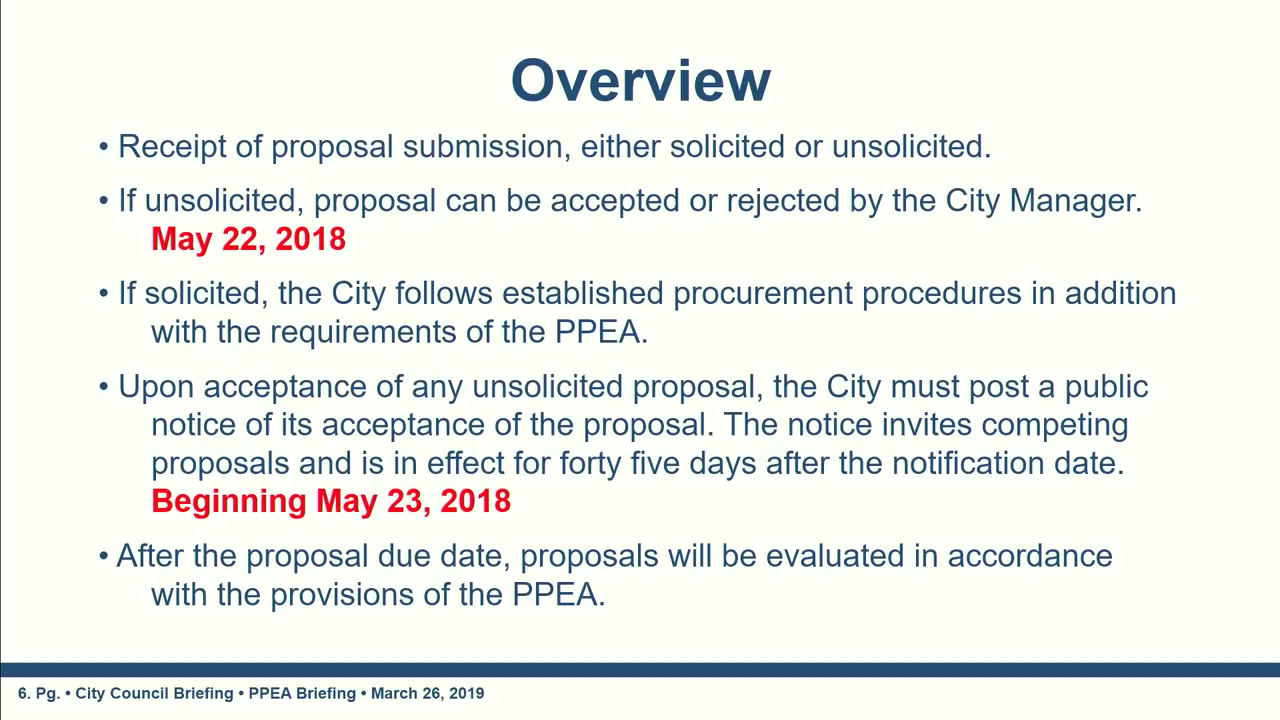 Overview
• Receipt of proposal submission, either solicited or unsolicited.
• If unsolicited, proposal can be accepted or rejected by the City Manager.
May 22, 2018
• If solicited, the City follows established procurement procedures in addition
with the requirements of the PPEA.
• Upon acceptance of any unsolicited proposal, the City must post a public
notice of its acceptance of the proposal. The notice invites competing
proposals and is in effect for forty five days after the notification date.
Beginning May 23, 2018
• After the proposal due date, proposals will be evaluated in accordance
with the provisions of the PPEA.
6. Pg. • City Council Briefing • PPEA Briefing • March 26, 2019